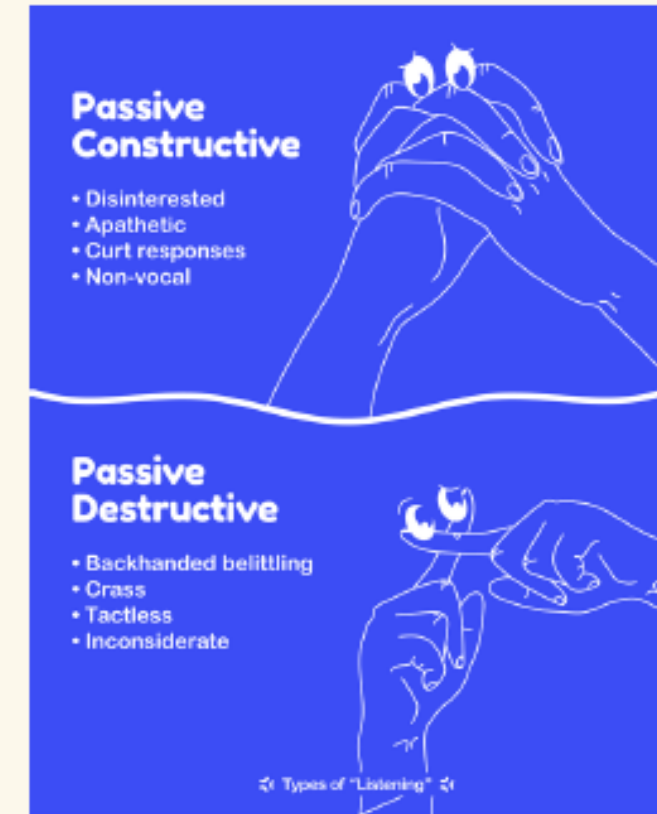 Passive
Constructive
• Disinterested
• Apathetic
• Curt responses
• Non-vocal
Passive
Destructive
• Backhanded belittling
• Crass
• Tactless
• Inconsiderate
Types of "Listening"